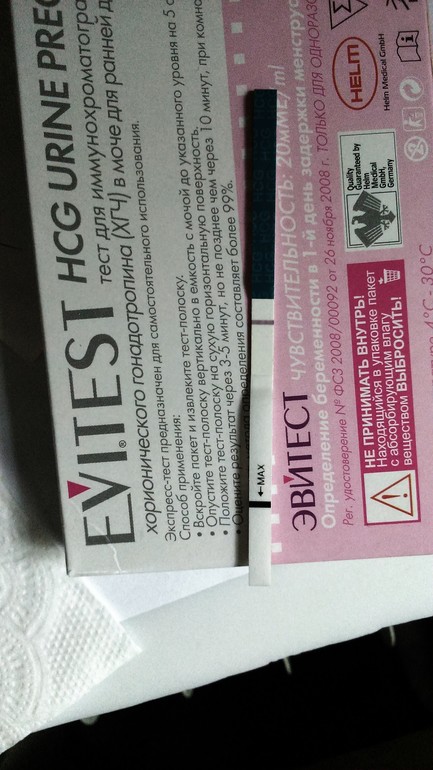 EVITEST HCG URINE PREG
тест для иммунохроматогра
хорионического гонадотропина (ХГЧ) в моче для ранней д
Экспресс-тест предназначен для самостоятельного использования.
Способ применения:
• Вскройте пакет и извлеките тест-полоску.
• Опустите тест-полоску вертикально в емкость с мочой до указанного уровня на 5 с
• Положите тест-полоску на сухую горизонтальную поверхность.
• Оцените результат через 3-5 минут, но не позднее чем через 10 минут, при комна
определения составляет более 99%.
←MAX
ЭВИТЕСТ
ЧУВСТВИТЕЛЬНОСТЬ: 20мМЕ/ml
Определение беременности в 1-й день задержки менстру
Рег. удостоверение № ФСЗ 2008/00092 от 26 ноября 2008 г. ТОЛЬКО ДЛЯ ОДНОРАЗО
НЕ ПРИНИМАТЬ ВНУТРЬ!
Находящийся в упаковке пакет
с абсорбирующим влагу
веществом ВЫБРОСИТЬ!
Quality
Guaranteed by
Helm
Medical
GmbH,
Germany
HELM
Helm Medical GmbH
4°C - 30°C